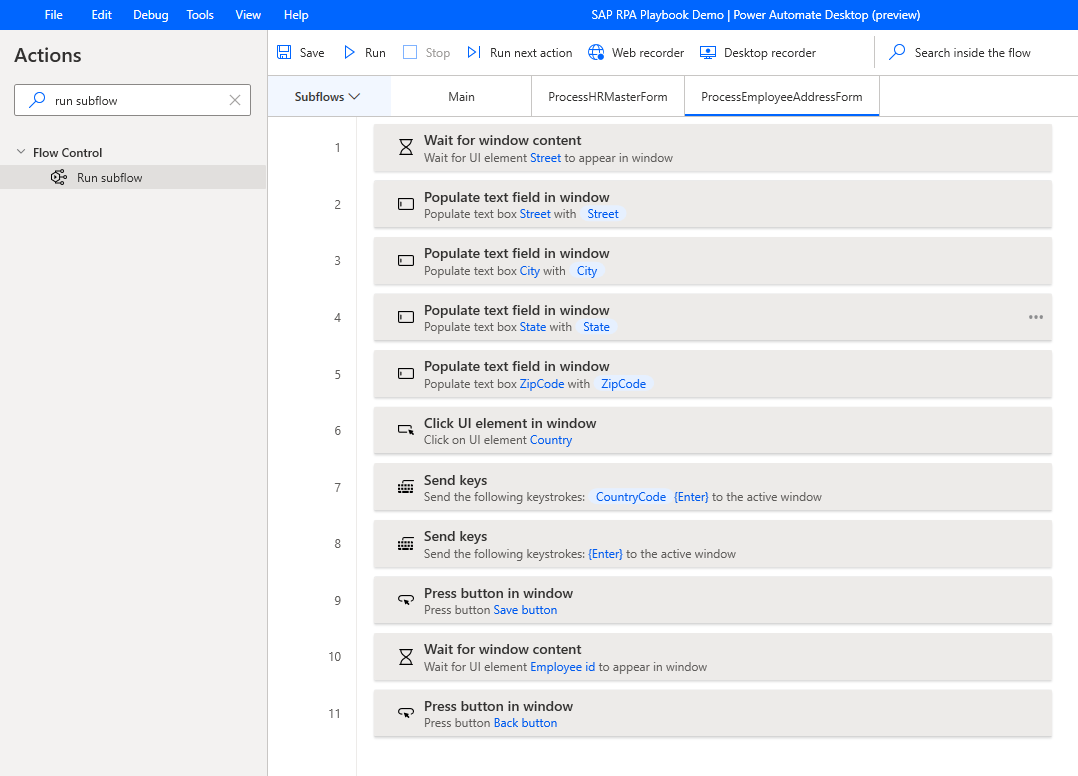 File Edit Debug Tools View Help SAP RPA Playbook Demo | Power Automate Desktop (preview)
Actions
Save Run Stop Run next action Web recorder Desktop recorder Search inside the flow
run subflow
Subflows Main ProcessHRMasterForm ProcessEmployeeAddressForm
Flow Control
Run subflow
1 Wait for window content
Wait for UI element Street to appear in window
2 Populate text field in window
Populate text box Street with Street
3 Populate text field in window
Populate text box City with City
4 Populate text field in window
Populate text box State with State
5 Populate text field in window
Populate text box ZipCode with ZipCode
6 Click UI element in window
Click on UI element Country
7 Send keys
Send the following keystrokes: CountryCode {Enter} to the active window
8 Send keys
Send the following keystrokes: {Enter} to the active window
9 Press button in window
Press button Save button
10 Wait for window content
Wait for UI element Employee id to appear in window
11 Press button in window
Press button Back button